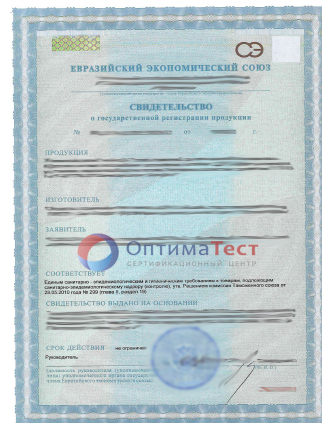 СЭ
ЕВРАЗИЙСКИЙ ЭКОНОМИЧЕСКИЙ СОЮЗ
СВИДЕТЕЛЬСТВО
о государственной регистрации продукции
№ от г.
ПРОДУКЦИЯ
ИЗГОТОВИТЕЛЬ
ЗАЯВИТЕЛЬ
ОптимаТест
СЕРТИФИКАЦИОННЫЙ ЦЕНТР
СООТВЕТСТВУЕТ
Единым санитарно - эпидемиологическим и гигиеническим требованиям к товарам, подлежащим
санитарно-эпидемиологическому надзору (контролю), утв. Решением комиссии Таможенного союза от
28.05.2010 года № 299 (глава II, раздел
СВИДЕТЕЛЬСТВО ВЫДАНО НА ОСНОВАНИИ
СРОК ДЕЙСТВИЯ не ограничен
Руководитель